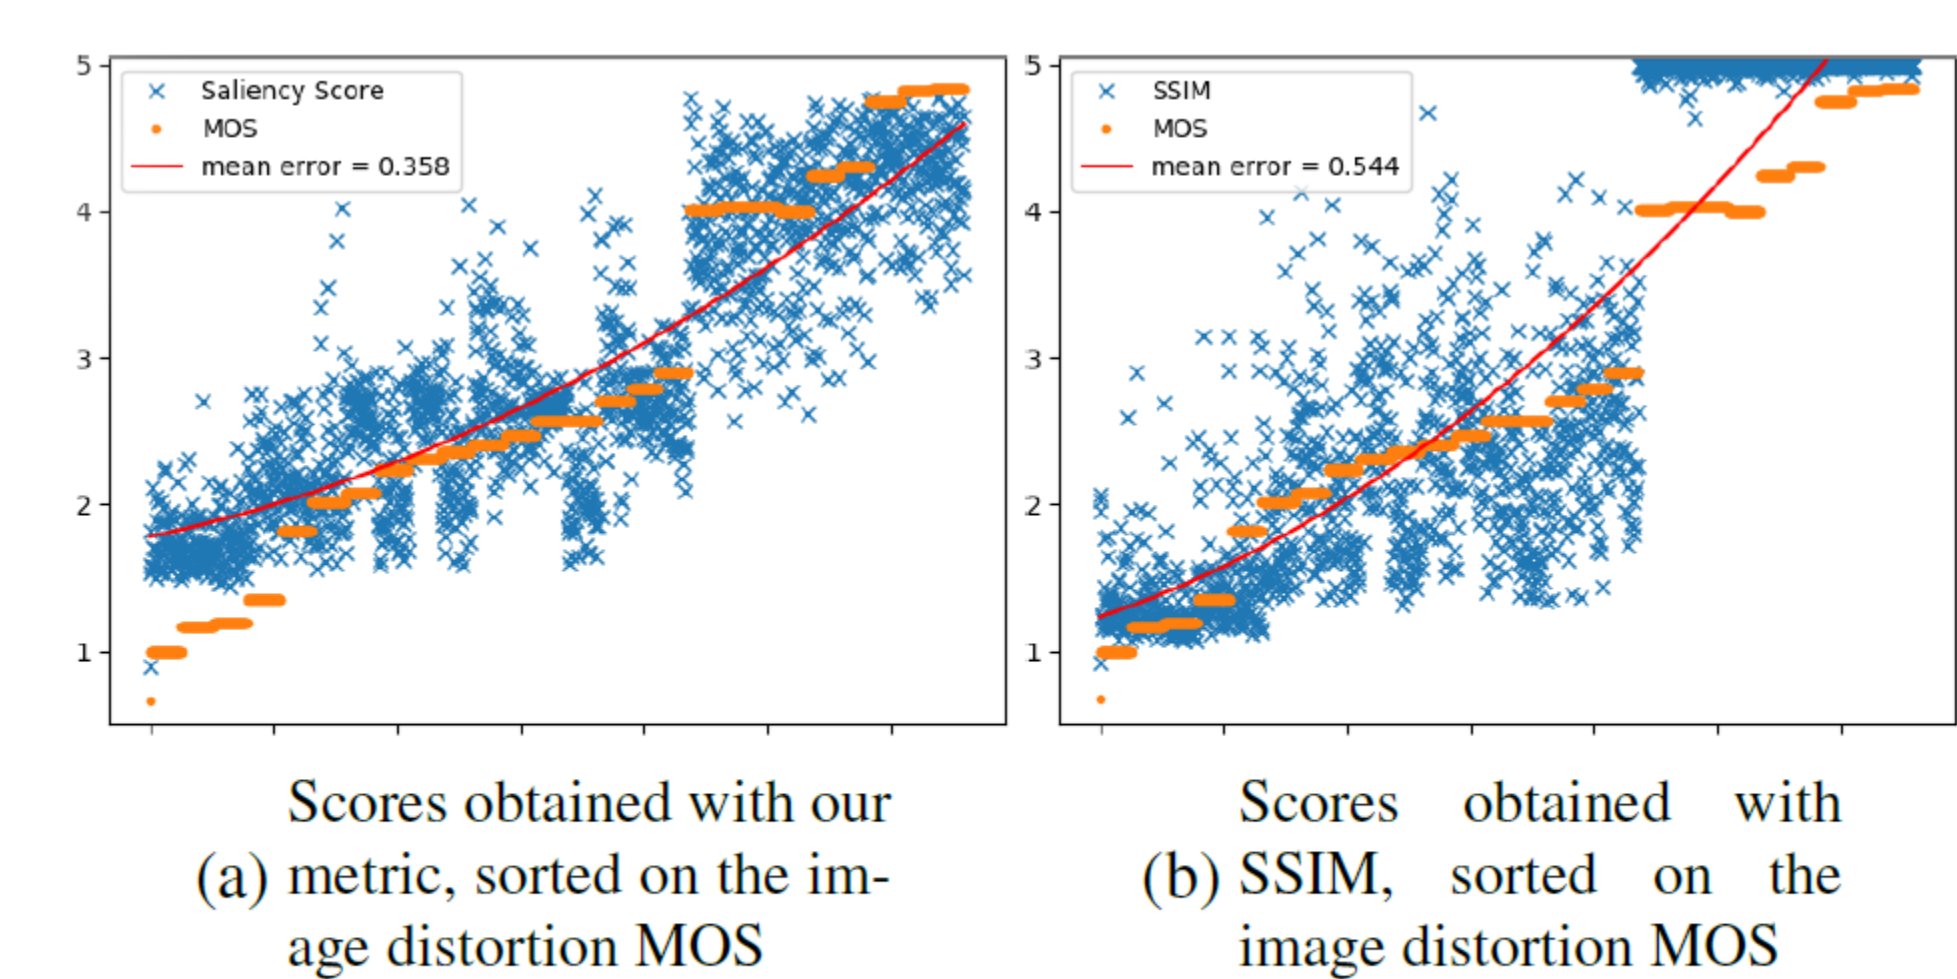 5
4
3
2
1
Saliency Score
MOS
mean error = 0.358
5
4
3
2
1
SSIM
MOS
mean error = 0.544
Scores obtained with our
(a) metric, sorted on the im-
age distortion MOS
Scores obtained with
(b) SSIM, sorted on the
image distortion MOS